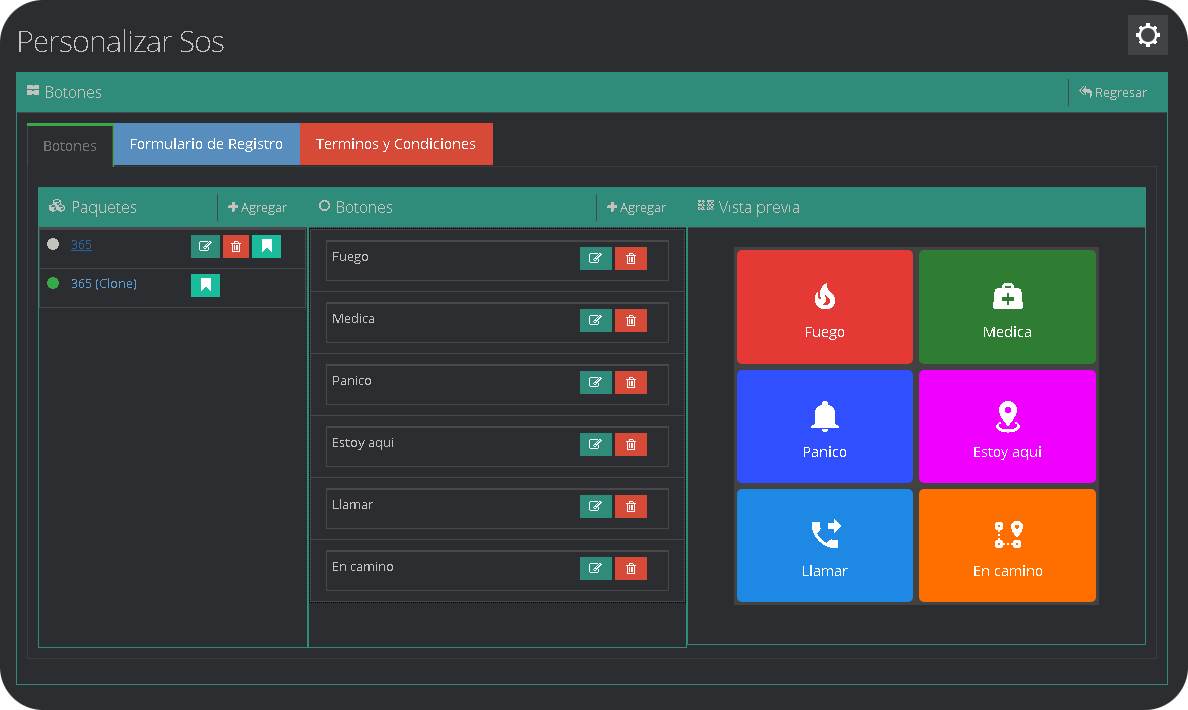 Personalizar Sos
Botones
Regresar
Botones
Formulario de Registro
Terminos y Condiciones
Paquetes
Agregar
Botones
Agregar
Vista previa
365
365 (Clone)
Fuego
Medica
Panico
Estoy aqui
Llamar
En camino
Fuego
Medica
Panico
Estoy aqui
Llamar
En camino